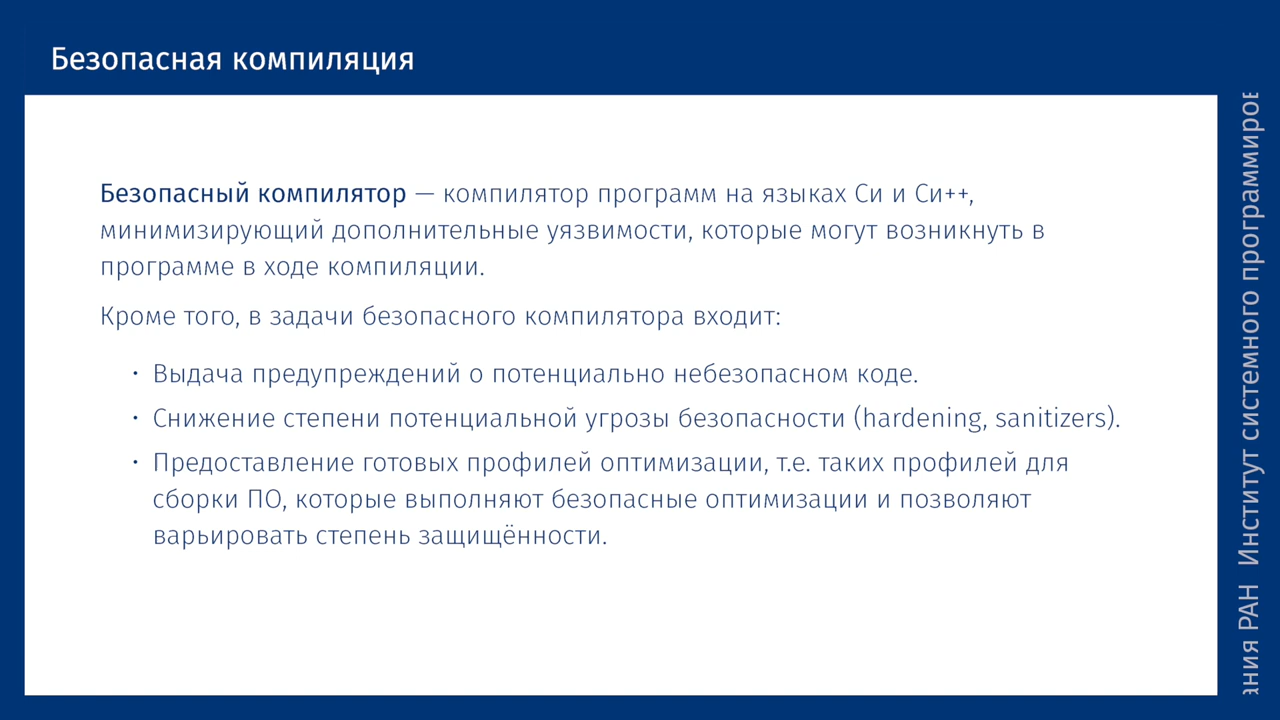 Безопасная компиляция
Безопасный компилятор — компилятор программ на языках Си и Си++,
минимизирующий дополнительные уязвимости, которые могут возникнуть в
программе в ходе компиляции.
Кроме того, в задачи безопасного компилятора входит:
• Выдача предупреждений о потенциально небезопасном коде.
• Снижение степени потенциальной угрозы безопасности (hardening, sanitizers).
• Предоставление готовых профилей оптимизации, т.е. таких профилей для
сборки ПО, которые выполняют безопасные оптимизации и позволяют
варьировать степень защищённости.
РАН Институт системного